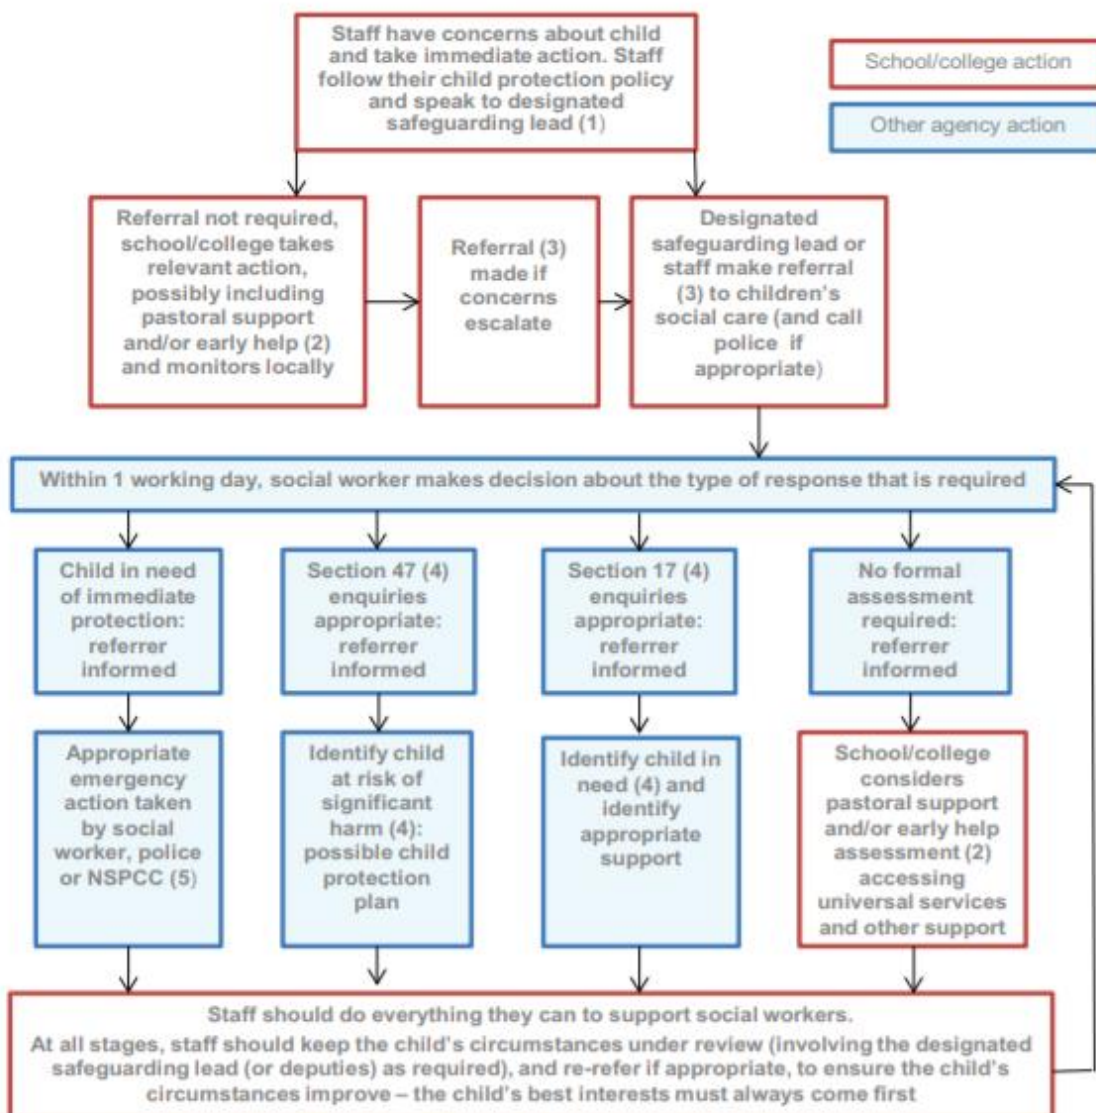 Staff have concerns about child
and take immediate action. Staff
follow their child protection policy
and speak to designated
safeguarding lead (1)
School/college action
Other agency action
Referral not required,
school/college takes
relevant action,
possibly including
pastoral support
and/or early help (2)
and monitors locally
Referral (3)
made if
concerns
escalate
Designated
safeguarding lead or
staff make referral
(3) to children's
social care (and call
police if
appropriate)
Within 1 working day, social worker makes decision about the type of response that is required
Child in need
of immediate
protection:
referrer
informed
Section 47 (4)
enquiries
appropriate:
referrer
informed
Section 17 (4)
enquiries
appropriate:
referrer
informed
No formal
assessment
required:
referrer
informed
Appropriate
emergency
action taken
by social
worker, police
or NSPCC (5)
Identify child
at risk of
significant
harm (4):
possible child
protection
plan
Identify child in
need (4) and
identify
appropriate
support
School/college
considers
pastoral support
and/or early help
assessment (2)
accessing
universal services
and other support
Staff should do everything they can to support social workers.
At all stages, staff should keep the child's circumstances under review (involving the designated
safeguarding lead (or deputies) as required), and re-refer if appropriate, to ensure the child's
circumstances improve – the child's best interests must always come first